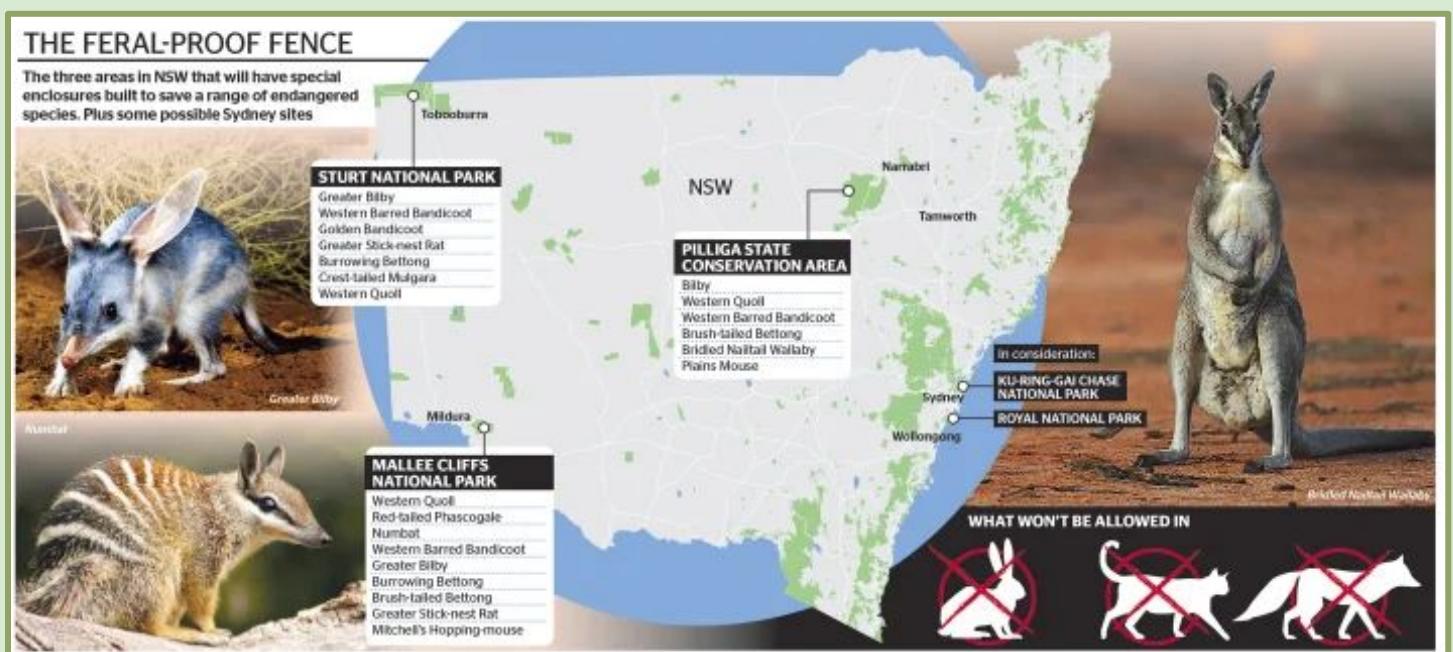 THE FERAL-PROOF FENCE
The three areas in NSW that will have special
enclosures built to save a range of endangered
species. Plus some possible Sydney sites
Tobooburra
STURT NATIONAL PARK
Greater Bilby
Western Barred Bandicoot
Golden Bandicoot
Greater Stick-nest Rat
Burrowing Bettong
Crest-tailed Mulgara
Western Quoll
Greater Bilby
NSW
Narrabri
Tamworth
PILLIGA STATE
CONSERVATION AREA
Bilby
Western Quoll
Western Barred Bandicoot
Brush-tailed Bettong
Bridled Nailtail Wallaby
Plains Mouse
In consideration:
KU-RING-GAI CHASE
NATIONAL PARK
Sydney
ROYAL NATIONAL PARK
Wollongong
Numbat
Mildura
MALLEE CLIFFS
NATIONAL PARK
Western Quoll
Red-tailed Phascogale
Numbat
Western Barred Bandicoot
Greater Bilby
Burrowing Bettong
Brush-tailed Bettong
Greater Stick-nest Rat
Mitchell's Hopping-mouse
Bridled Nailtail Wallaby
WHAT WON'T BE ALLOWED IN